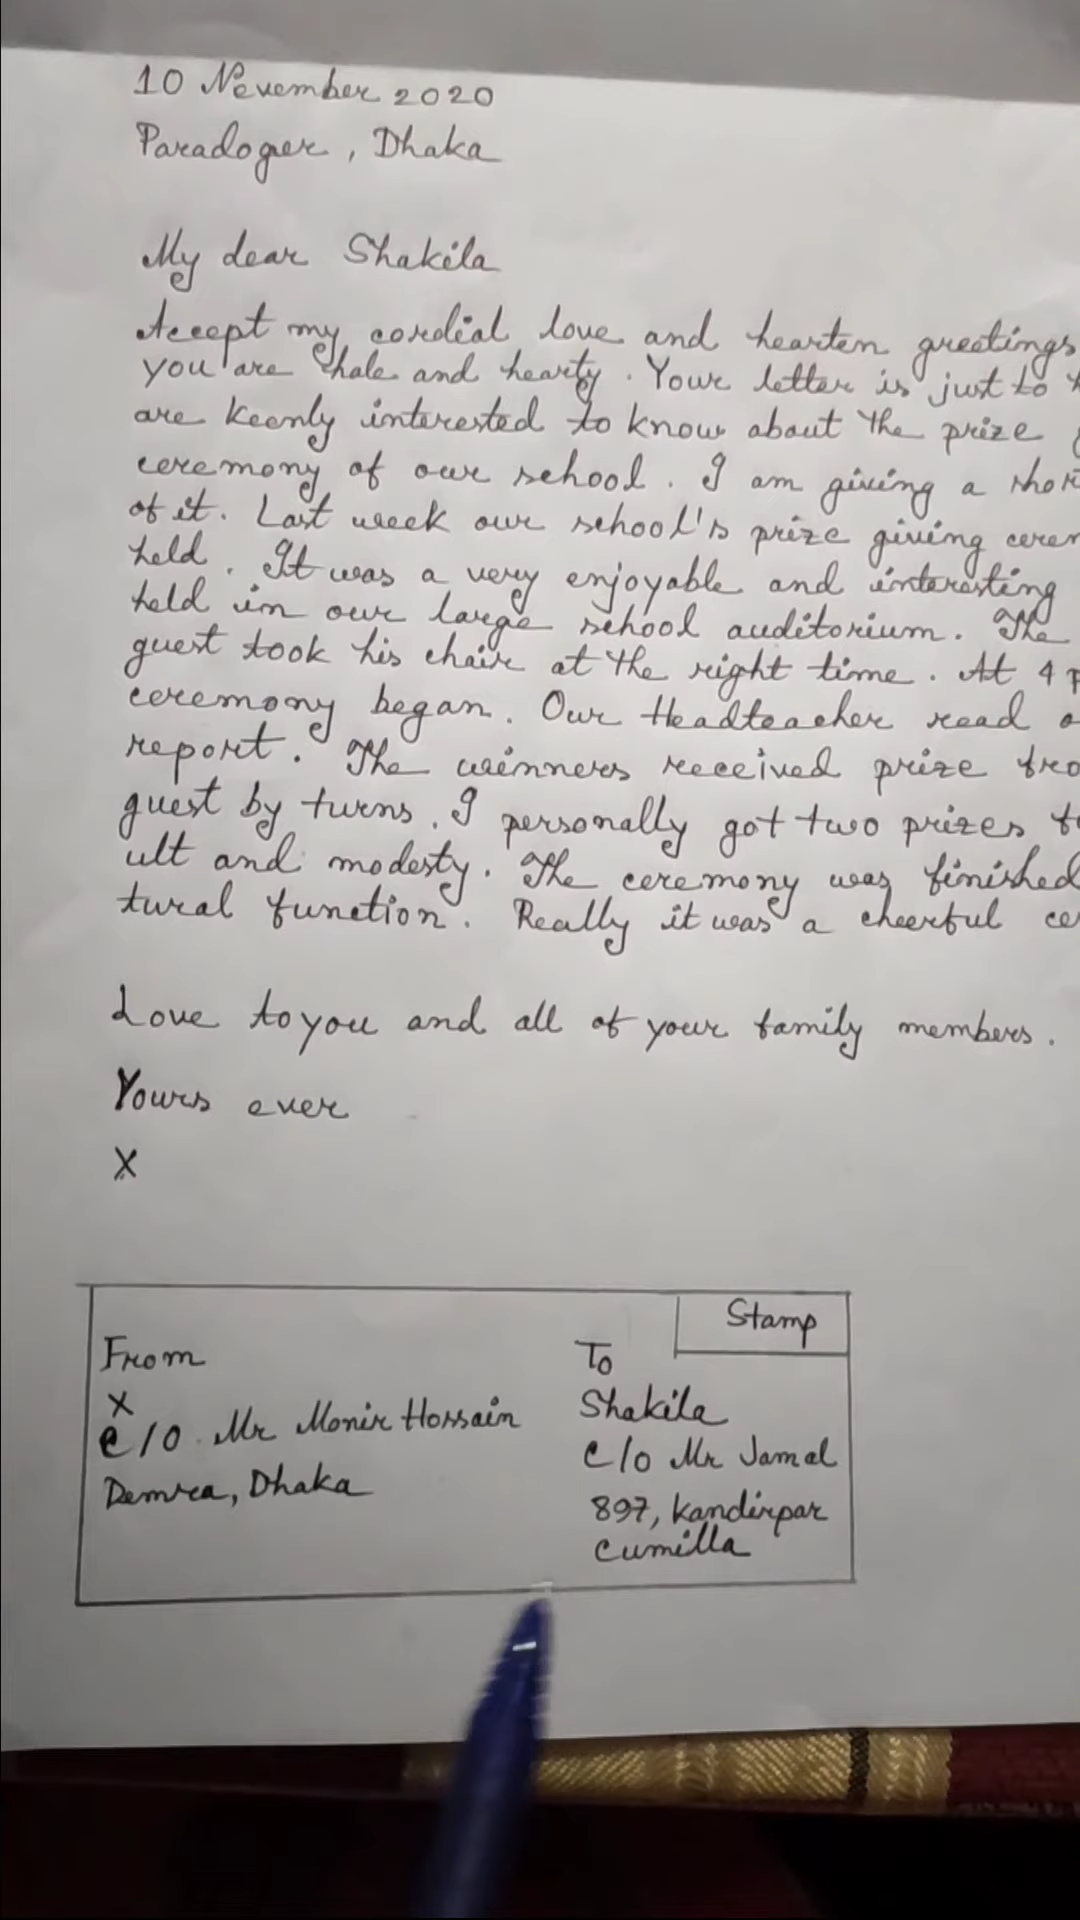 10 November 2020
Paradoger, Dhaka
My dear Shakila
Accept my cordial love and hearten greetings
you are hale and hearty. Your letter is just to
are keenly interested to know about the prize
ceremony of our school. I am giving a short
of it. Last week our school's prize giving cerem
held. It was a very enjoyable and interesting
held in our large school auditorium. The
guest took his chair at the right time. At 4 p
ceremony began. Our Headteacher read a
report. The winners received prize fro
guest by turns. I personally got two prizes f
ult and modesty. The ceremony was finished
tural function. Really it was a cheerful ce
Love to you and all of your family members.
Yours ever
X
Stamp
From
X
C/O Mr Monir Hossain
Demra, Dhaka
To
Shakila
C/o Mr Jamal
897, Kandirpar
Cumilla